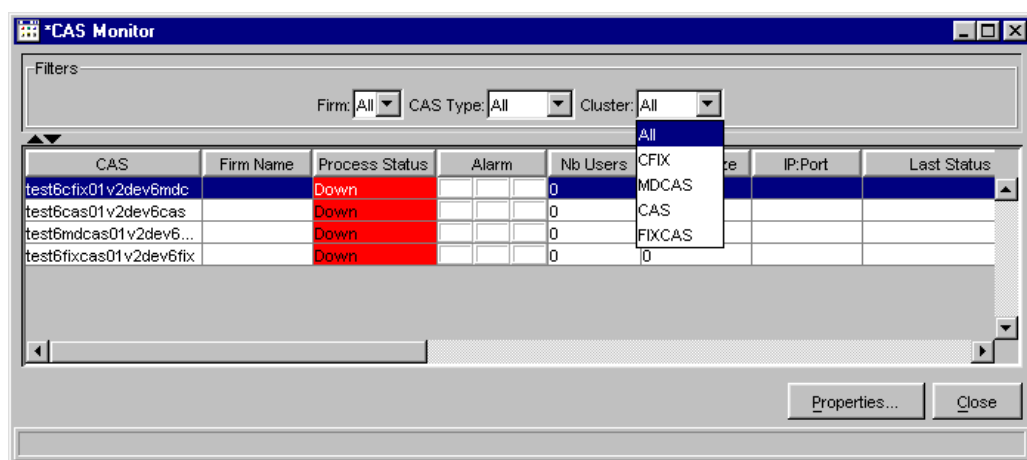 *CAS Monitor
Filters
Firm: All CAS Type: All Cluster: All
All
CFIX
MDCAS
CAS
FIXCAS
CAS Firm Name Process Status Alarm Nb Users ze IP:Port Last Status
test6cfix01v2dev6mdc Down 0
test6cas01v2dev6cas Down 0
test6mdcas01v2dev6... Down 0
test6fixcas01v2dev6fix Down 0 0
Properties... Close